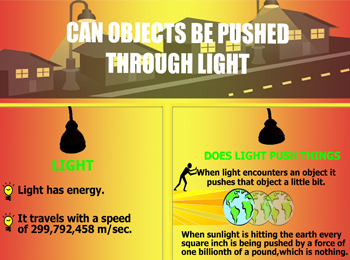 CAN OBJECTS BE PUSHED
THROUGH LIGHT
LIGHT
Light has energy.
It travels with a speed
of 299,792,458 m/sec.
DOES LIGHT PUSH THINGS
When light encounters an object it
pushes that object a little bit.
When sunlight is hitting the earth every
square inch is being pushed by a force of
one billionth of a pound,which is nothing.